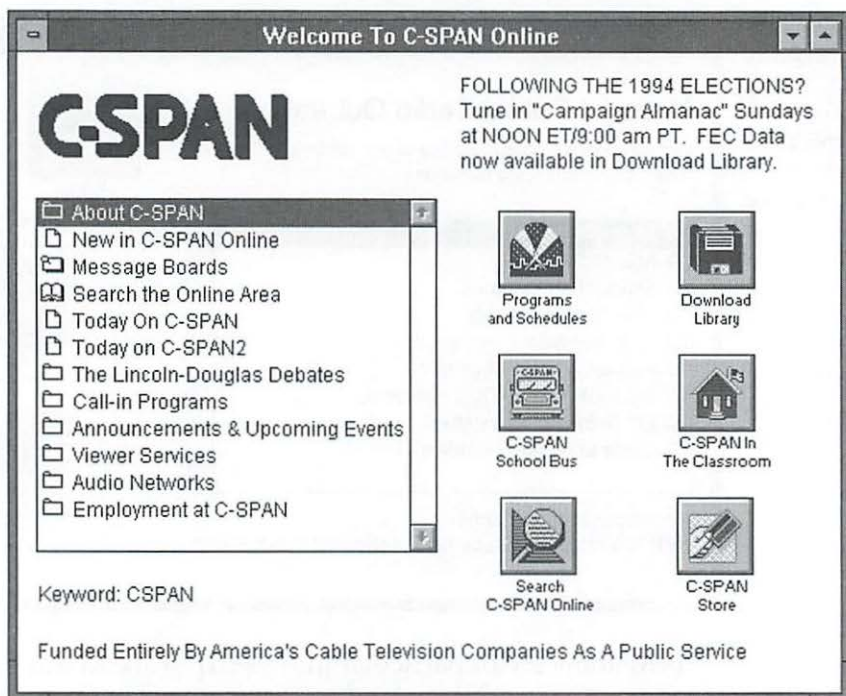 Welcome To C-SPAN Online
C-SPAN
FOLLOWING THE 1994 ELECTIONS?
Tune in "Campaign Almanac" Sundays
at NOON ET/9:00 am PT. FEC Data
now available in Download Library.
About C-SPAN
New in C-SPAN Online
Message Boards
Search the Online Area
Today On C-SPAN
Today on C-SPAN2
The Lincoln-Douglas Debates
Call-in Programs
Announcements & Upcoming Events
Viewer Services
Audio Networks
Employment at C-SPAN
Programs
and Schedules
Download
Library
C-SPAN
C-SPAN
School Bus
C-SPAN In
The Classroom
Search
C-SPAN Online
C-SPAN
Store
Keyword: CSPAN
Funded Entirely By America's Cable Television Companies As A Public Service